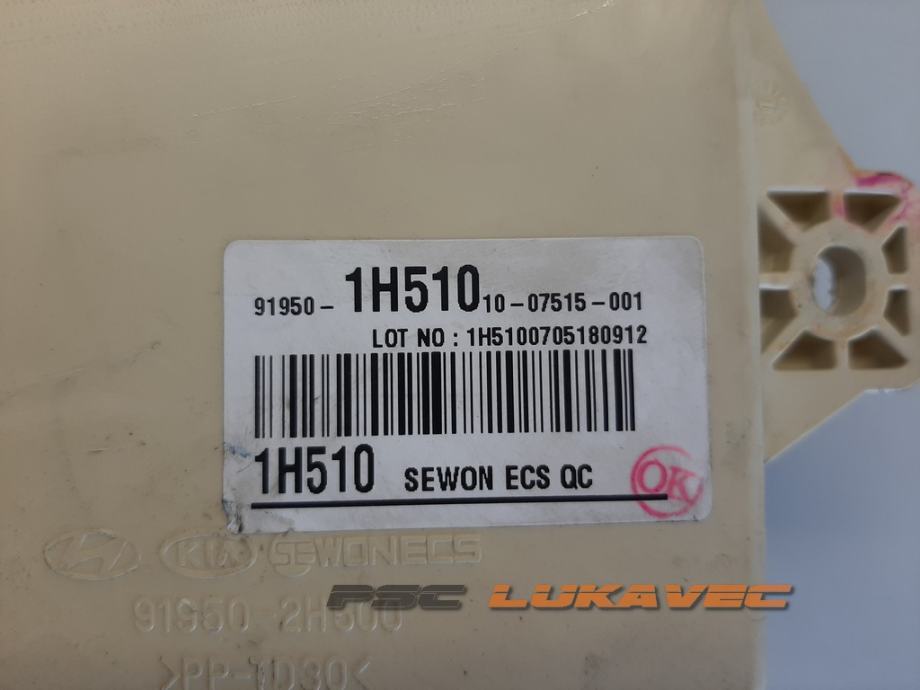 91950- 1H510 10-07515-001
LOT NO : 1H5100705180912
1H510 SEWON ECS QC OK
KIA SEWONECS
PSC LUKAVEC
91950 2H500
>PP-TD30<